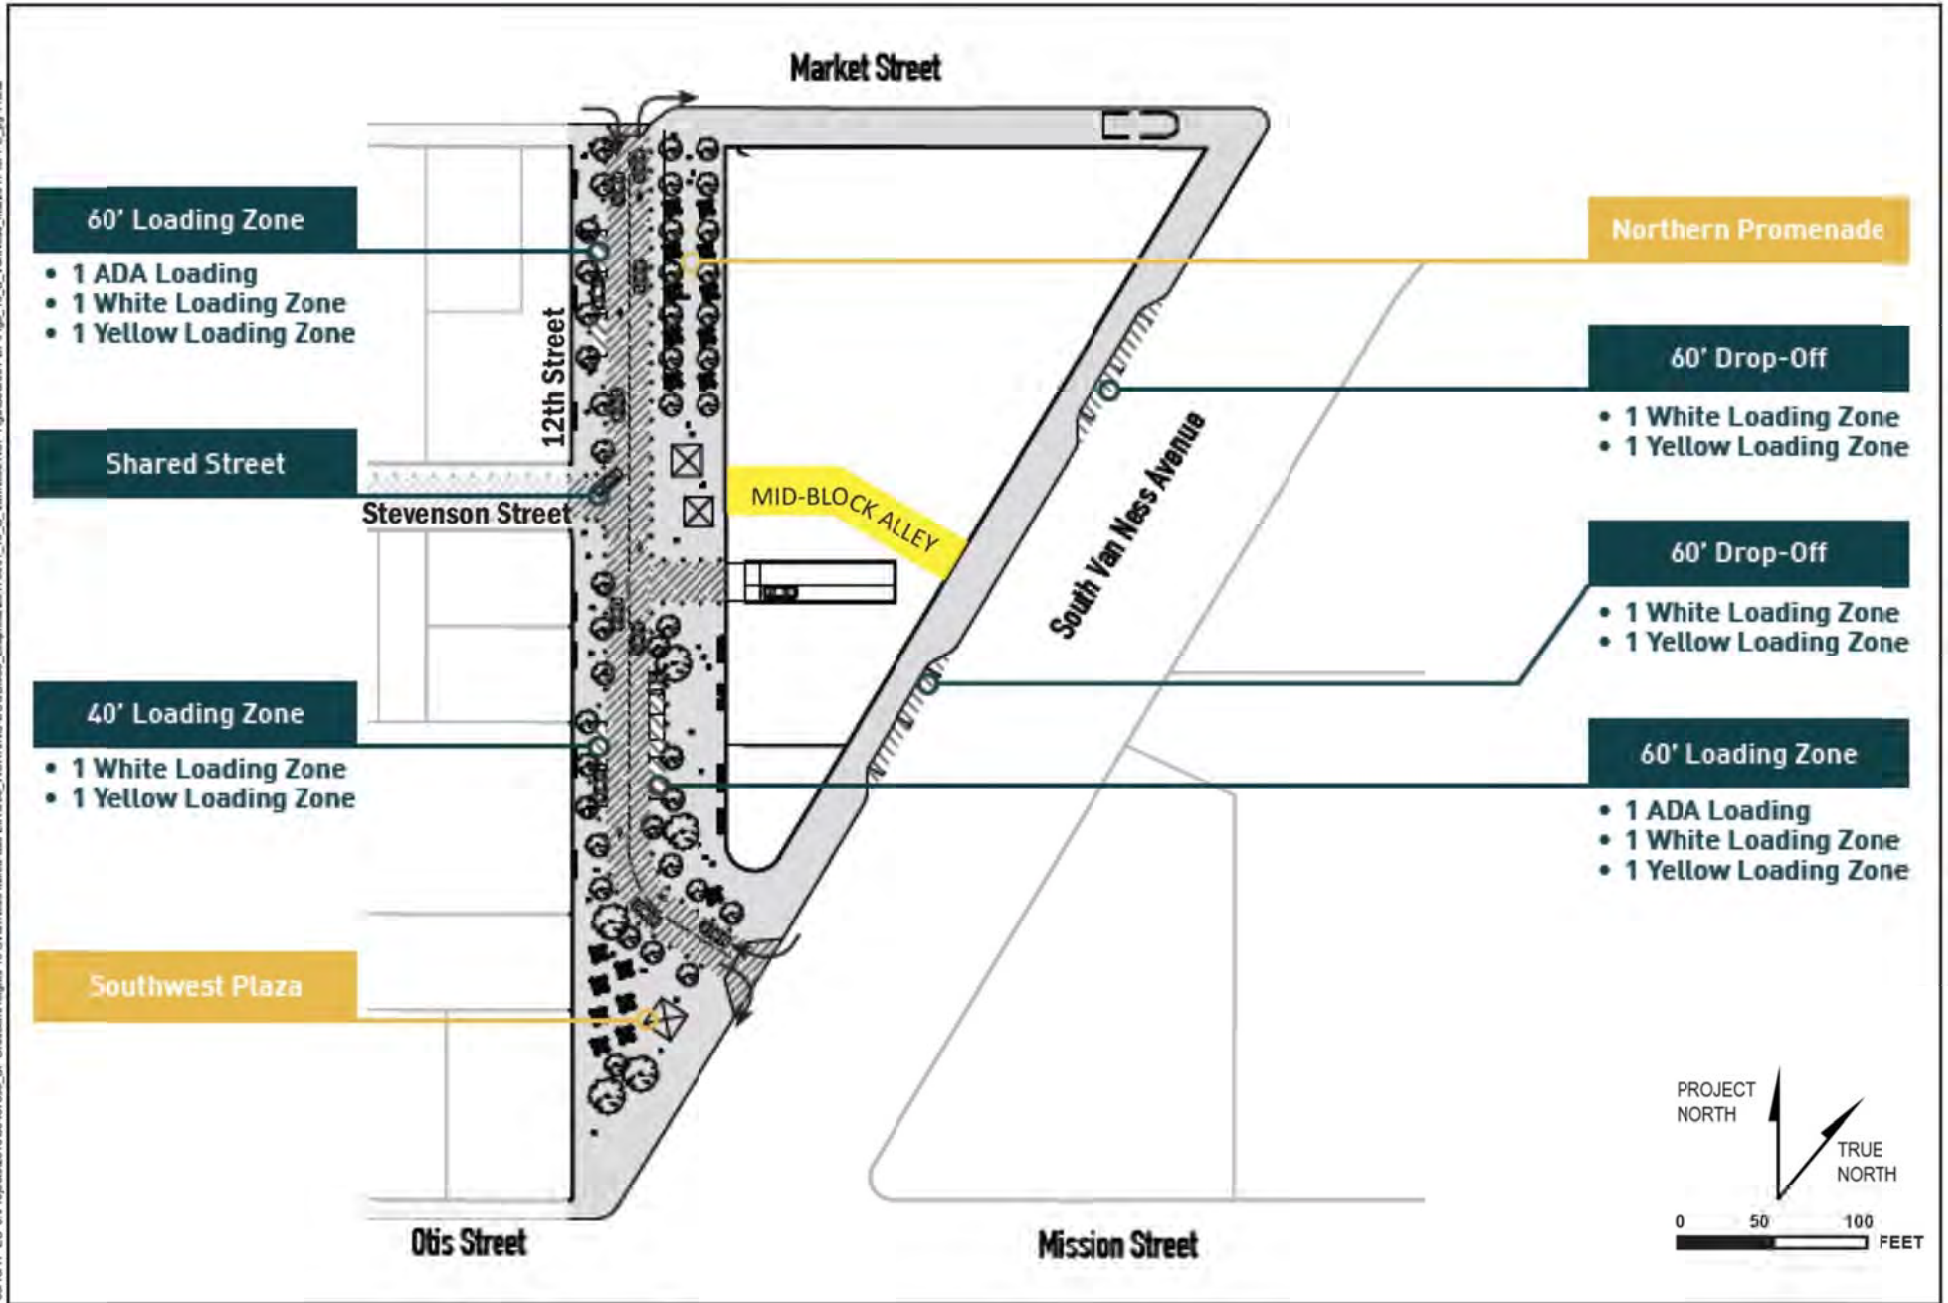 Market Street
60' Loading Zone
• 1 ADA Loading
• 1 White Loading Zone
• 1 Yellow Loading Zone
Northern Promenade
12th Street
60' Drop-Off
• 1 White Loading Zone
• 1 Yellow Loading Zone
Shared Street
Stevenson Street
MID-BLOCK ALLEY
South Van Ness Avenue
60' Drop-Off
• 1 White Loading Zone
• 1 Yellow Loading Zone
40' Loading Zone
• 1 White Loading Zone
• 1 Yellow Loading Zone
60' Loading Zone
• 1 ADA Loading
• 1 White Loading Zone
• 1 Yellow Loading Zone
Southwest Plaza
PROJECT
NORTH
TRUE
NORTH
0 50 100
FEET
Otis Street
Mission Street